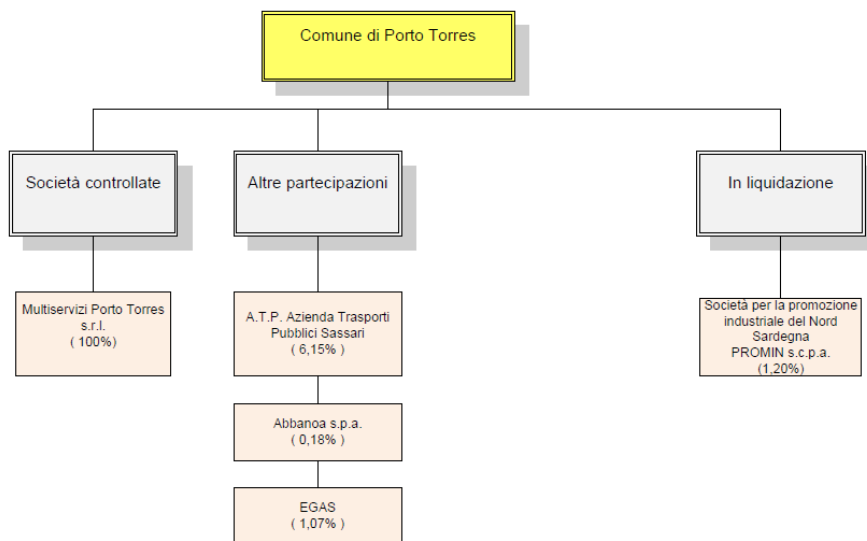 Comune di Porto Torres
Società controllate
Altre partecipazioni
In liquidazione
Multiservizi Porto Torres
s.r.l.
( 100%)
A.T.P. Azienda Trasporti
Pubblici Sassari
( 6,15% )
Società per la promozione
industriale del Nord
Sardegna
PROMIN s.c.p.a.
(1,20%)
Abbanoa s.p.a.
( 0,18% )
EGAS
( 1,07% )